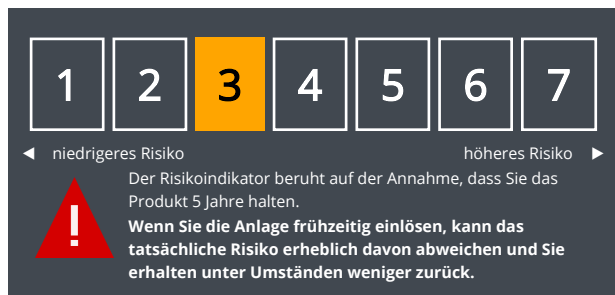 1 2 3 4 5 6 7
◄ niedrigeres Risiko höheres Risiko ►
Der Risikoindikator beruht auf der Annahme, dass Sie das
Produkt 5 Jahre halten.
Wenn Sie die Anlage frühzeitig einlösen, kann das
tatsächliche Risiko erheblich davon abweichen und Sie
erhalten unter Umständen weniger zurück.
!